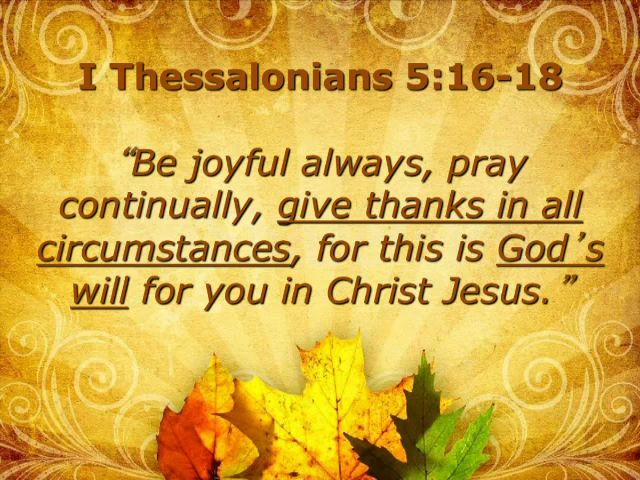 I Thessalonians 5:16-18
“Be joyful always, pray
continually, give thanks in all
circumstances, for this is God’s
will for you in Christ Jesus.”